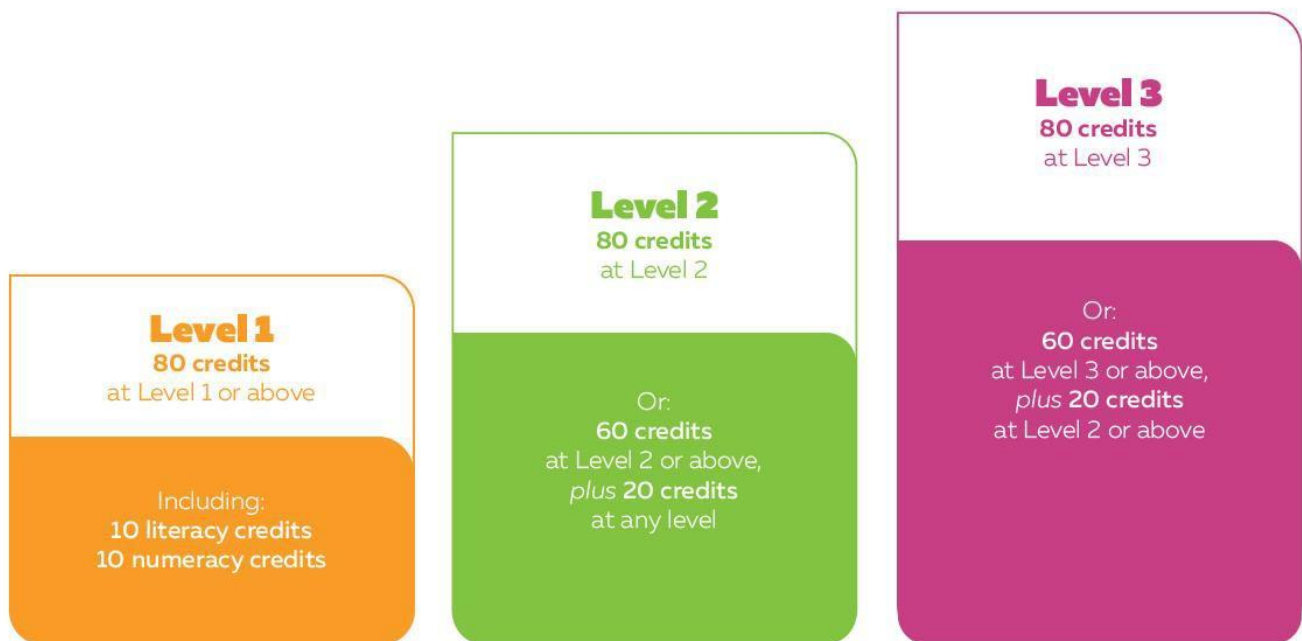 Level 1
80 credits
at Level 1 or above
Including:
10 literacy credits
10 numeracy credits
Level 2
80 credits
at Level 2
Or:
60 credits
at Level 2 or above,
plus 20 credits
at any level
Level 3
80 credits
at Level 3
Or:
60 credits
at Level 3 or above,
plus 20 credits
at Level 2 or above